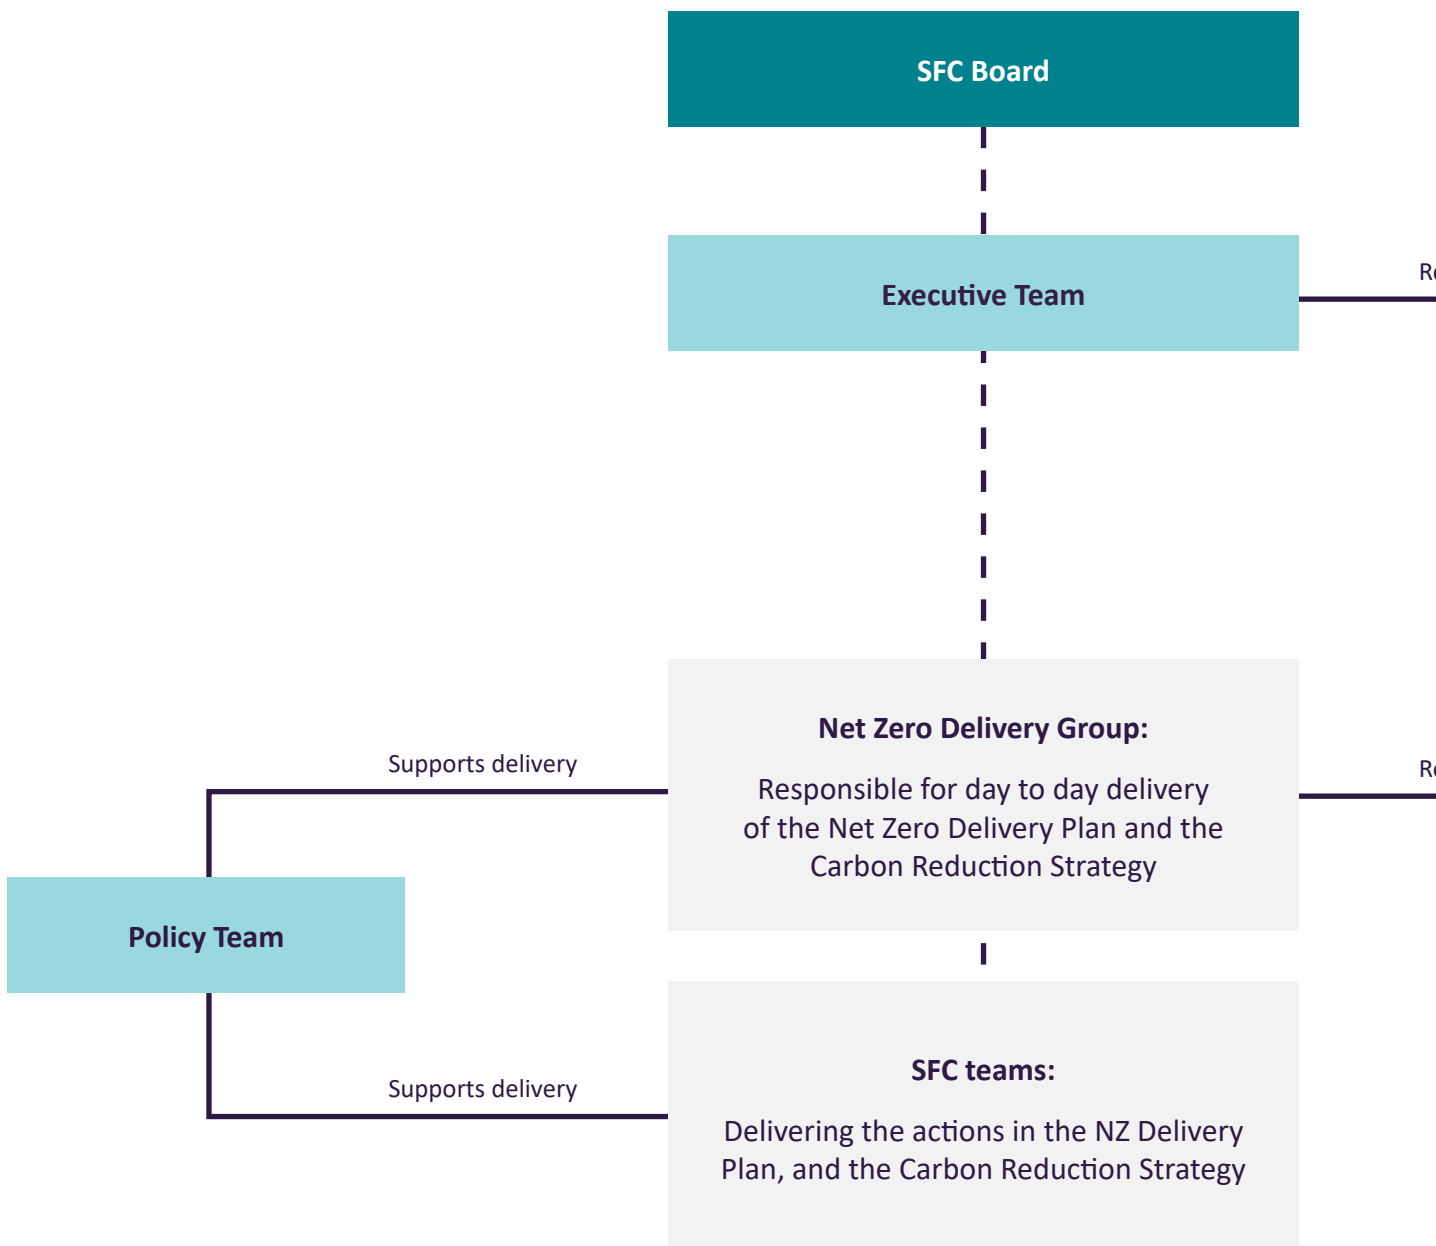 SFC Board
Executive Team
Net Zero Delivery Group:
Responsible for day to day delivery
of the Net Zero Delivery Plan and the
Carbon Reduction Strategy
Supports delivery
Policy Team
Supports delivery
SFC teams:
Delivering the actions in the NZ Delivery
Plan, and the Carbon Reduction Strategy